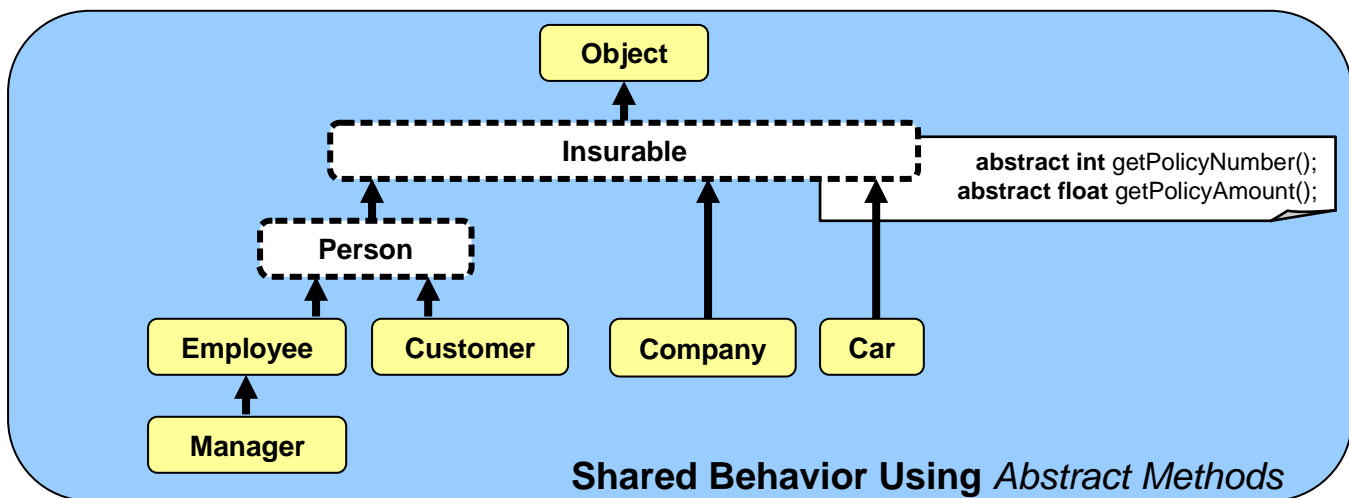 Object
Insurable
abstract int getPolicyNumber();
abstract float getPolicyAmount();
Person
Employee
Customer
Company
Car
Manager
Shared Behavior Using Abstract Methods